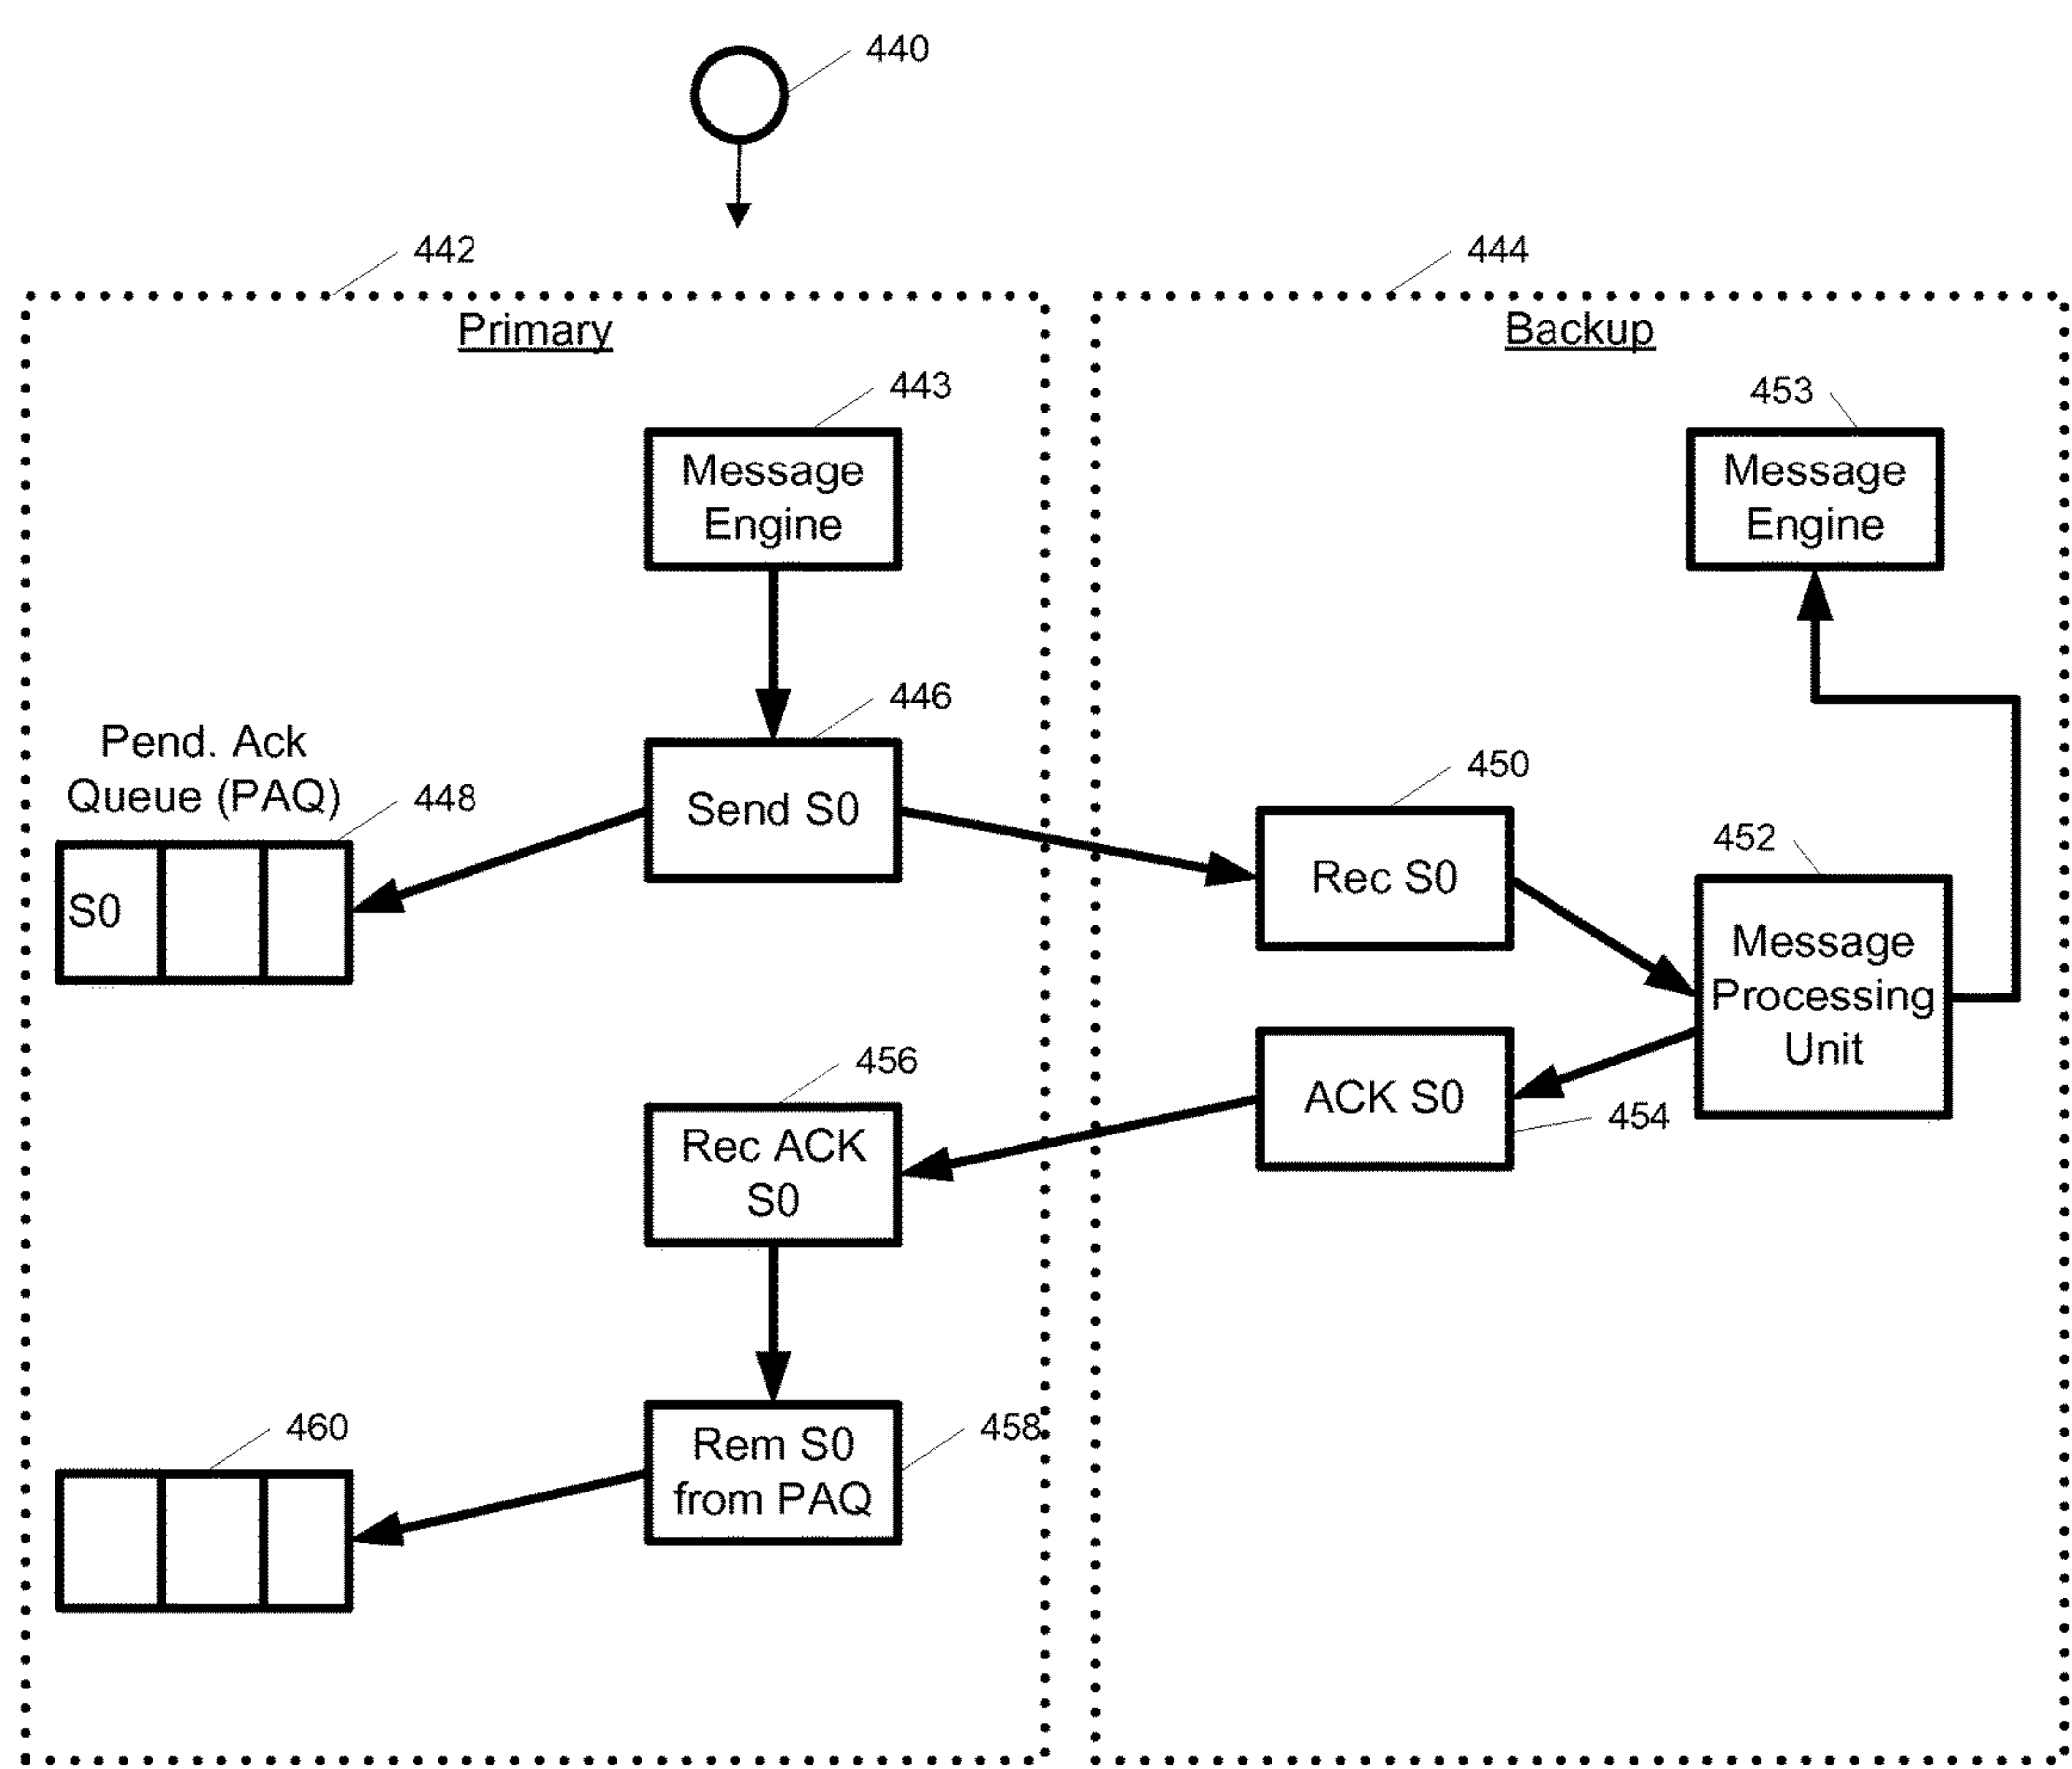 440
442
444
Primary
Backup
443
453
Message
Engine
Message
Engine
446
Pend. Ack
Queue (PAQ)
448
Send S0
450
452
S0
Rec S0
Message
Processing
Unit
456
ACK S0
454
Rec ACK
S0
460
458
Rem S0
from PAQ